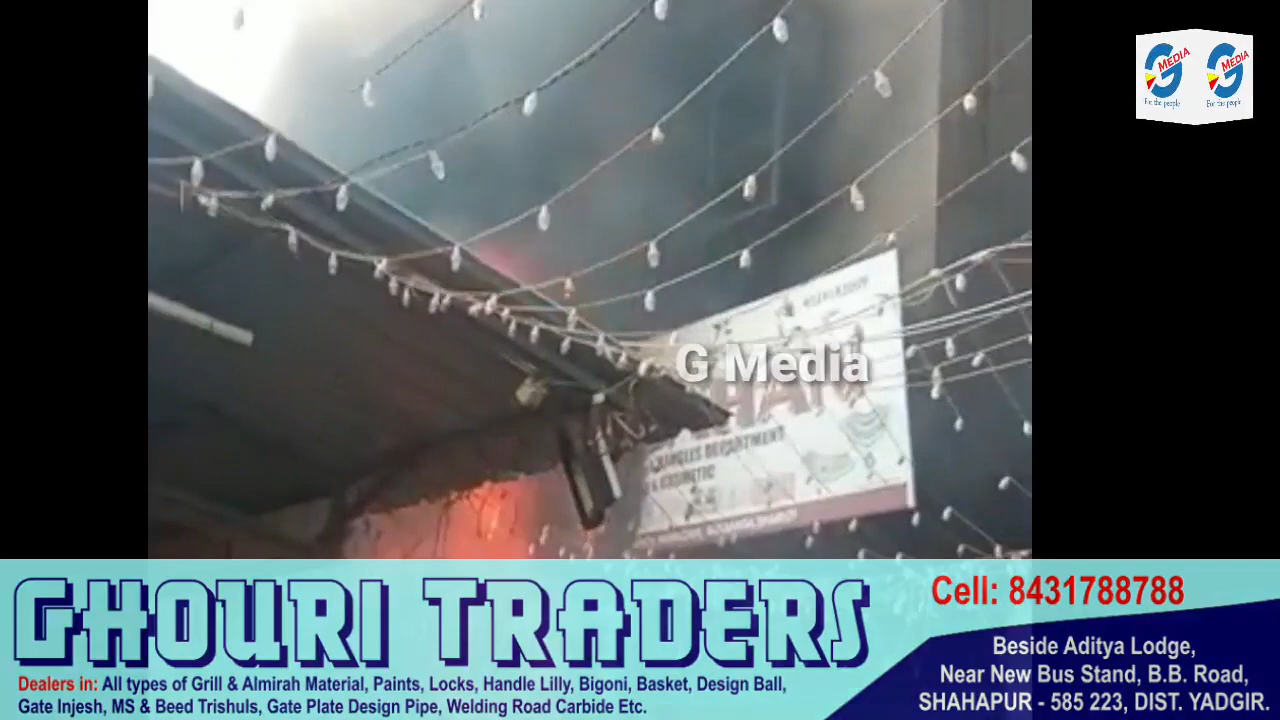 G MEDIA
For the people
G MEDIA
For the people
G Media
BANGLES DEPARTMENT
& COSMETIC
GHOURI TRADERS
Dealers in: All types of Grill & Almirah Material, Paints, Locks, Handle Lilly, Bigoni, Basket, Design Ball,
Gate Injesh, MS & Beed Trishuls, Gate Plate Design Pipe, Welding Road Carbide Etc.
Cell: 8431788788
Beside Aditya Lodge,
Near New Bus Stand, B.B. Road,
SHAHAPUR - 585 223, DIST. YADGIR.